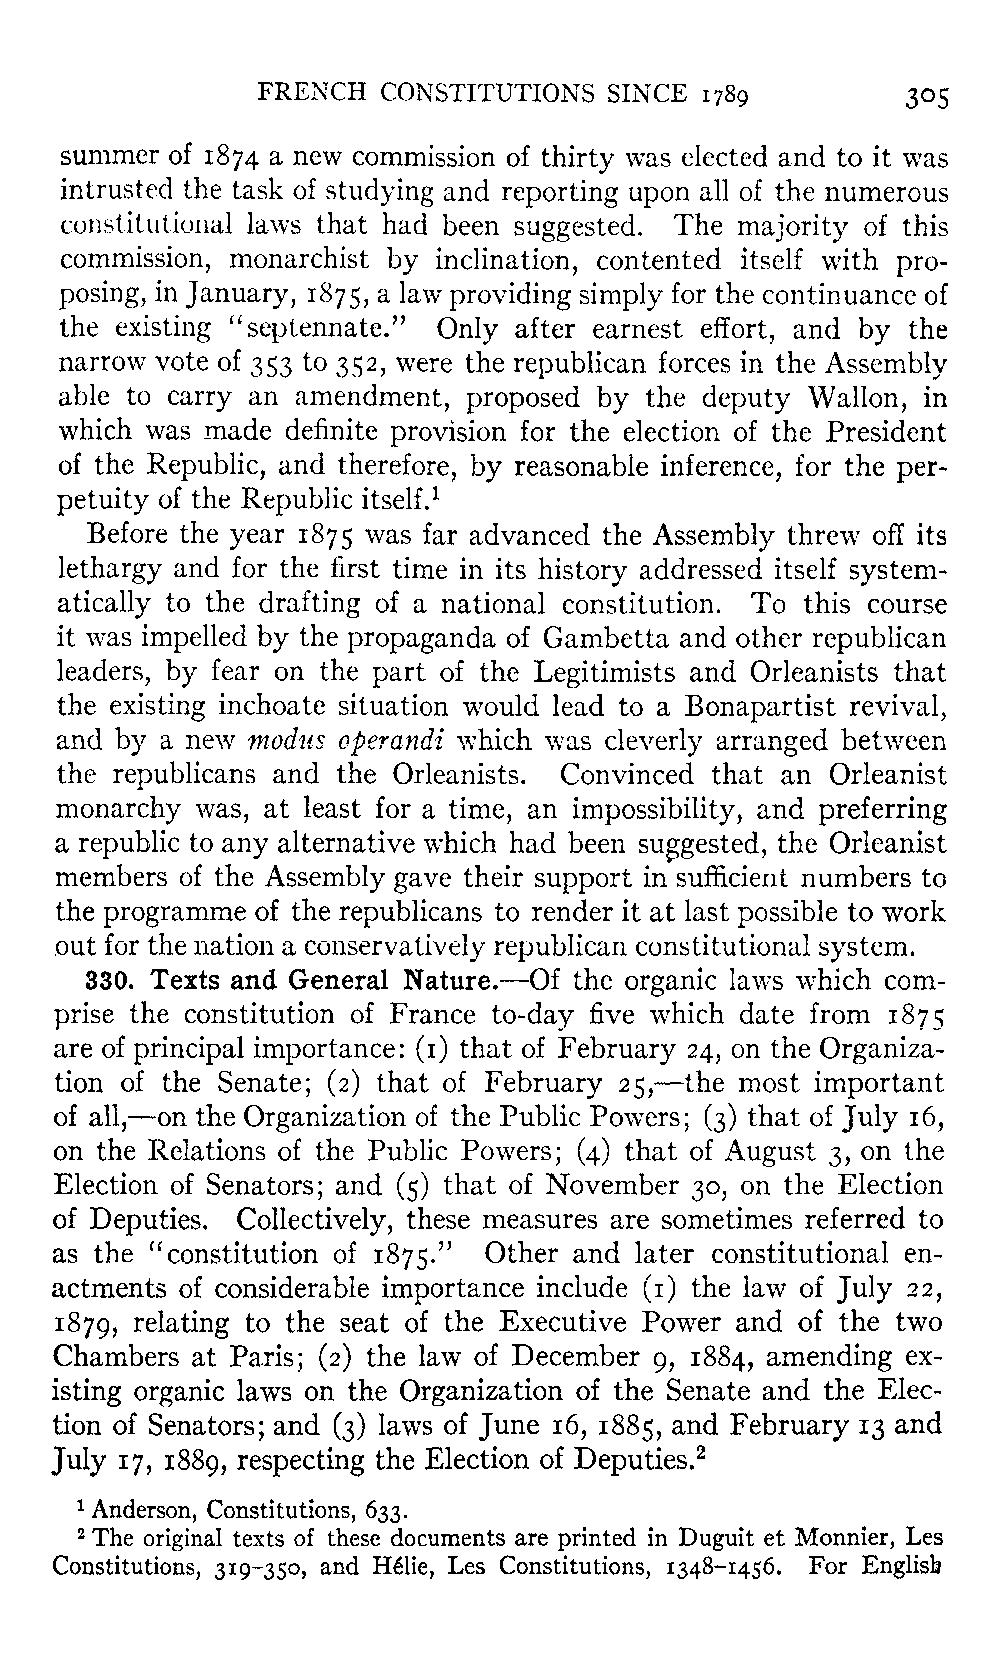 FRENCH CONSTITUTIONS SINCE 1789 305
summer of 1874 a new commission of thirty was elected and to it was
intrusted the task of studying and reporting upon all of the numerous
constitutional laws that had been suggested. The majority of this
commission, monarchist by inclination, contented itself with pro-
posing, in January, 1875, a law providing simply for the continuance of
the existing "septennate." Only after earnest effort, and by the
narrow vote of 353 to 352, were the republican forces in the Assembly
able to carry an amendment, proposed by the deputy Wallon, in
which was made definite provision for the election of the President
of the Republic, and therefore, by reasonable inference, for the per-
petuity of the Republic itself.¹
Before the year 1875 was far advanced the Assembly threw off its
lethargy and for the first time in its history addressed itself system-
atically to the drafting of a national constitution. To this course
it was impelled by the propaganda of Gambetta and other republican
leaders, by fear on the part of the Legitimists and Orleanists that
the existing inchoate situation would lead to a Bonapartist revival,
and by a new modus operandi which was cleverly arranged between
the republicans and the Orleanists. Convinced that an Orleanist
monarchy was, at least for a time, an impossibility, and preferring
a republic to any alternative which had been suggested, the Orleanist
members of the Assembly gave their support in sufficient numbers to
the programme of the republicans to render it at last possible to work
out for the nation a conservatively republican constitutional system.
330. Texts and General Nature.—Of the organic laws which com-
prise the constitution of France to-day five which date from 1875
are of principal importance: (1) that of February 24, on the Organiza-
tion of the Senate; (2) that of February 25,—the most important
of all,—on the Organization of the Public Powers; (3) that of July 16,
on the Relations of the Public Powers; (4) that of August 3, on the
Election of Senators; and (5) that of November 30, on the Election
of Deputies. Collectively, these measures are sometimes referred to
as the "constitution of 1875." Other and later constitutional en-
actments of considerable importance include (1) the law of July 22,
1879, relating to the seat of the Executive Power and of the two
Chambers at Paris; (2) the law of December 9, 1884, amending ex-
isting organic laws on the Organization of the Senate and the Elec-
tion of Senators; and (3) laws of June 16, 1885, and February 13 and
July 17, 1889, respecting the Election of Deputies.²
¹ Anderson, Constitutions, 633.
² The original texts of these documents are printed in Duguit et Monnier, Les
Constitutions, 319-350, and Hélie, Les Constitutions, 1348-1456. For English